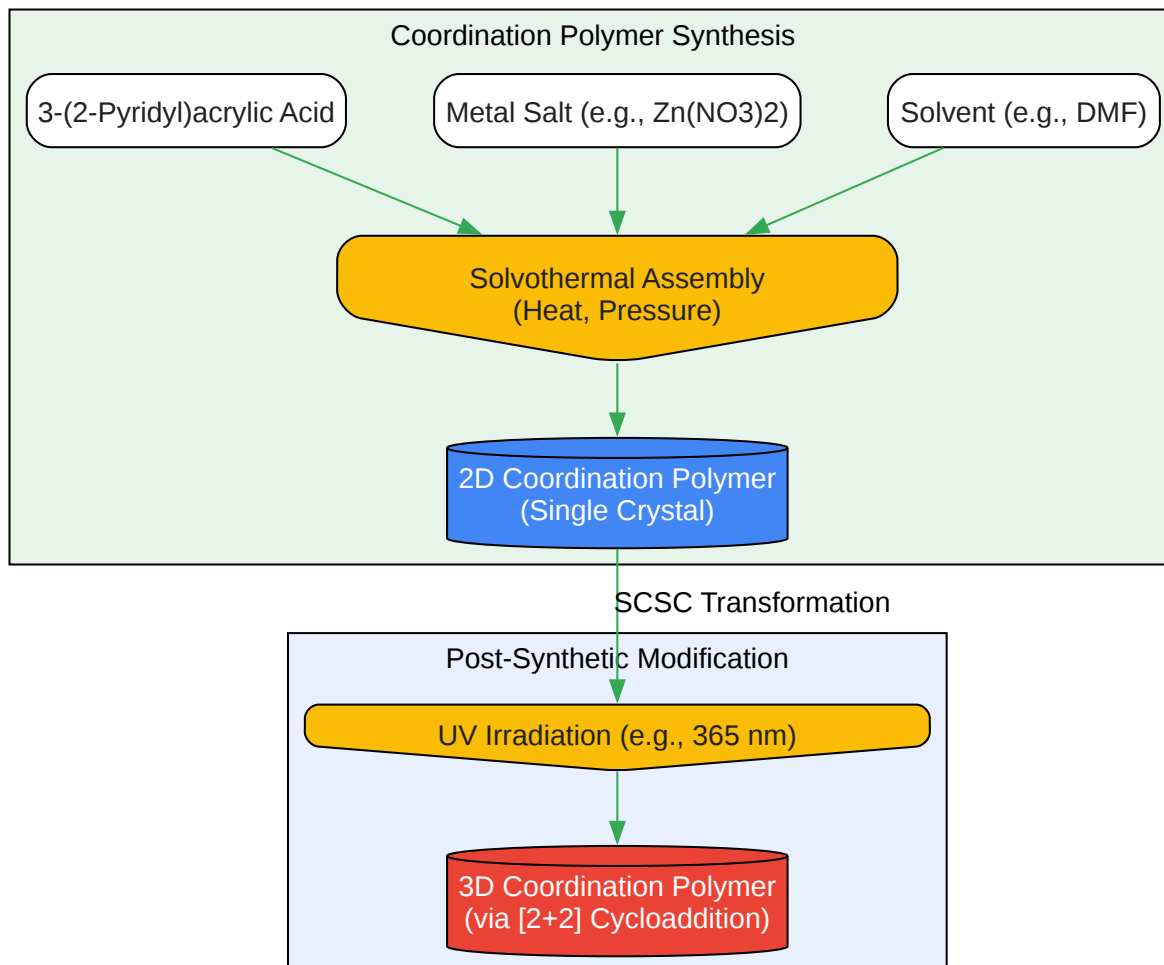 Coordination Polymer Synthesis
3-(2-Pyridyl)acrylic Acid
Metal Salt (e.g., Zn(NO3)2)
Solvent (e.g., DMF)
Solvothermal Assembly
(Heat, Pressure)
2D Coordination Polymer
(Single Crystal)
SCSC Transformation
Post-Synthetic Modification
UV Irradiation (e.g., 365 nm)
3D Coordination Polymer
(via [2+2] Cycloaddition)